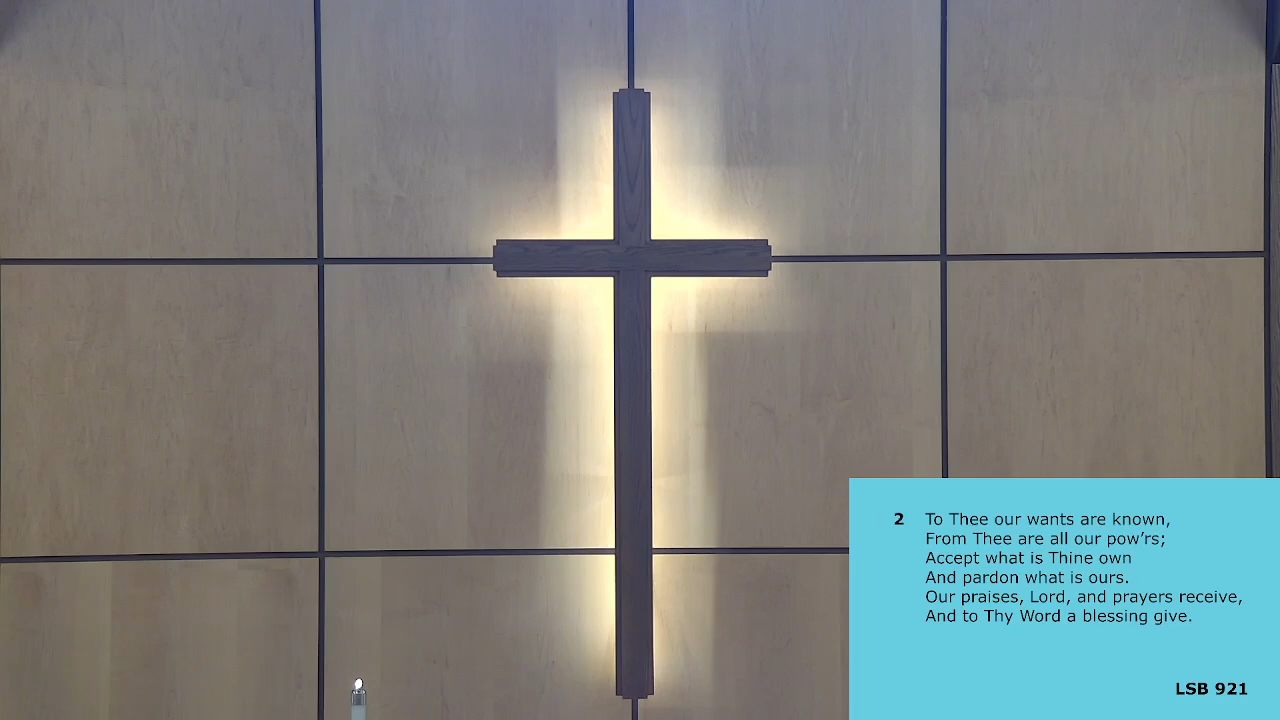 2 To Thee our wants are known,
From Thee are all our pow’rs;
Accept what is Thine own
And pardon what is ours.
Our praises, Lord, and prayers receive,
And to Thy Word a blessing give.
LSB 921